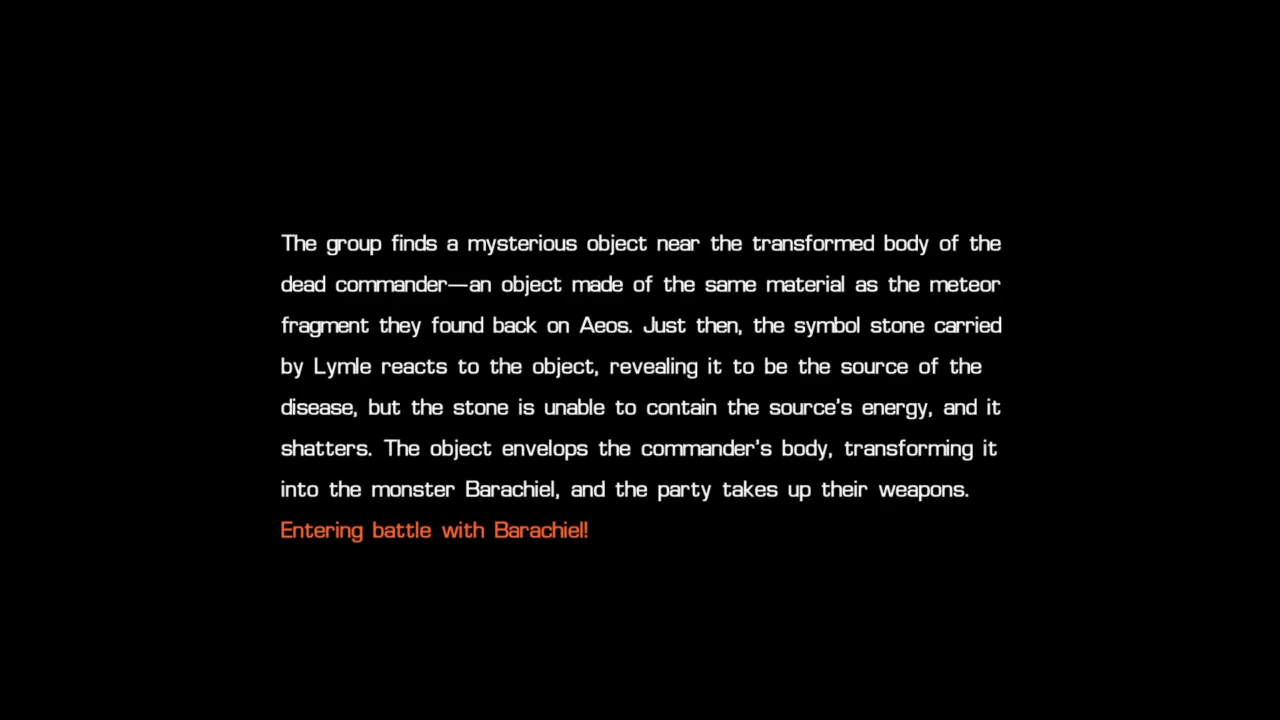 The group finds a mysterious object near the transformed body of the
dead commander—an object made of the same material as the meteor
fragment they found back on Aeos. Just then, the symbol stone carried
by Lymle reacts to the object, revealing it to be the source of the
disease, but the stone is unable to contain the source's energy, and it
shatters. The object envelops the commander's body, transforming it
into the monster Barachiel, and the party takes up their weapons.
Entering battle with Barachiel!